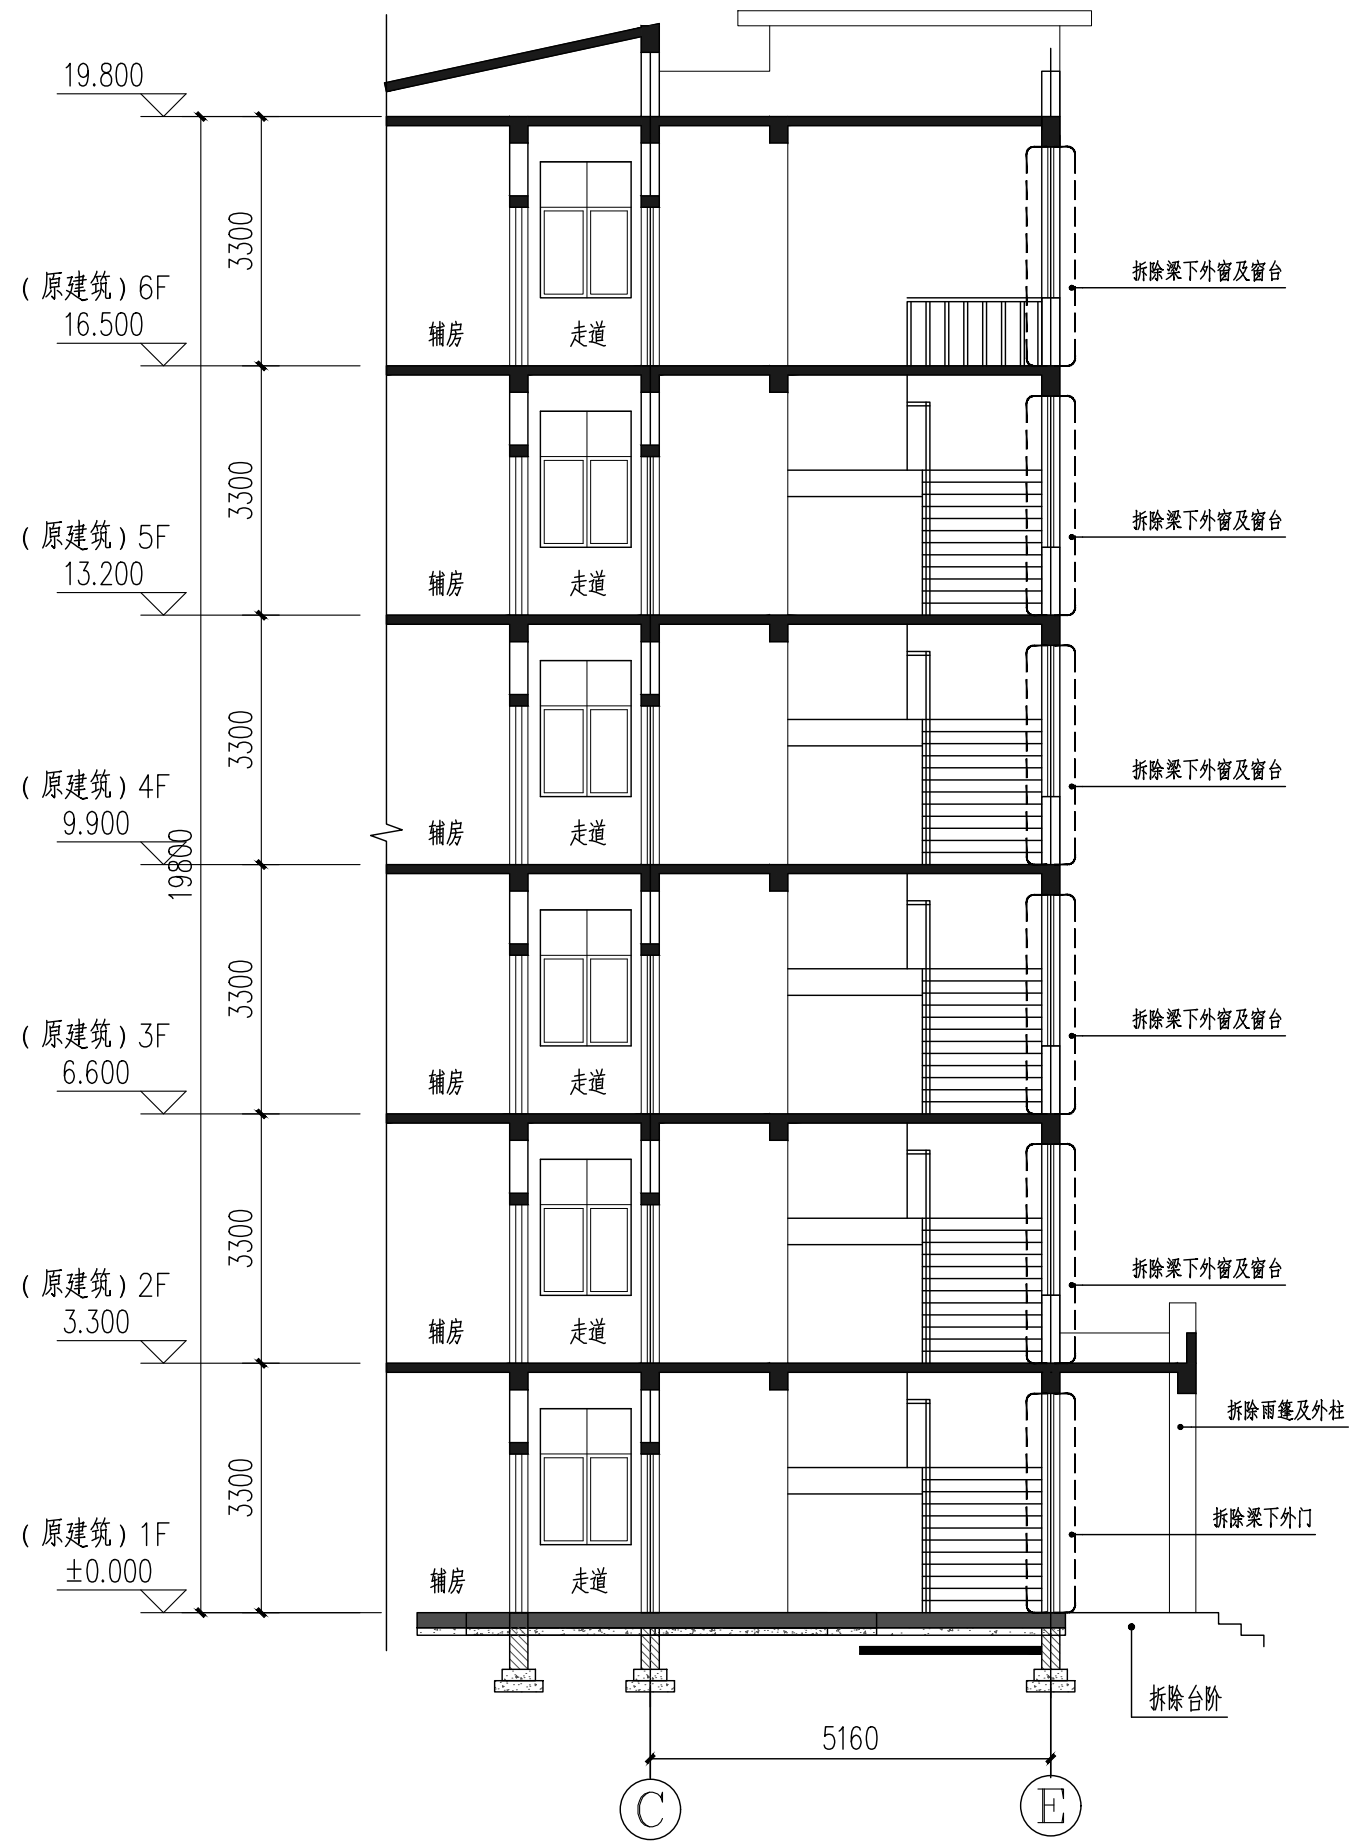 19.800
3300
拆除梁下外窗及窗台
(原建筑) 6F
16.500
辅房
走道
3300
拆除梁下外窗及窗台
(原建筑) 5F
13.200
辅房
走道
3300
拆除梁下外窗及窗台
(原建筑) 4F
9.900
辅房
走道
19800
3300
拆除梁下外窗及窗台
(原建筑) 3F
6.600
辅房
走道
3300
拆除梁下外窗及窗台
(原建筑) 2F
3.300
辅房
走道
拆除雨篷及外柱
3300
拆除梁下外门
(原建筑) 1F
±0.000
辅房
走道
拆除台阶
5160
C
E